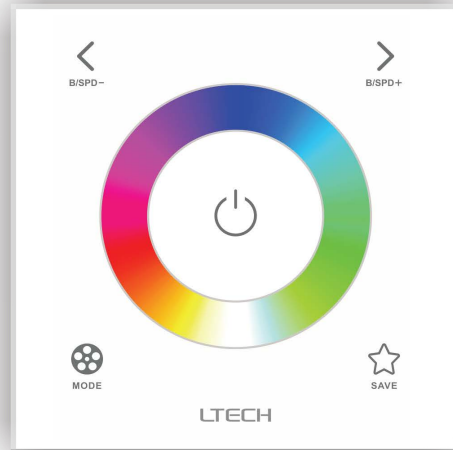 B/SPD−
B/SPD+
MODE
SAVE
LTECH